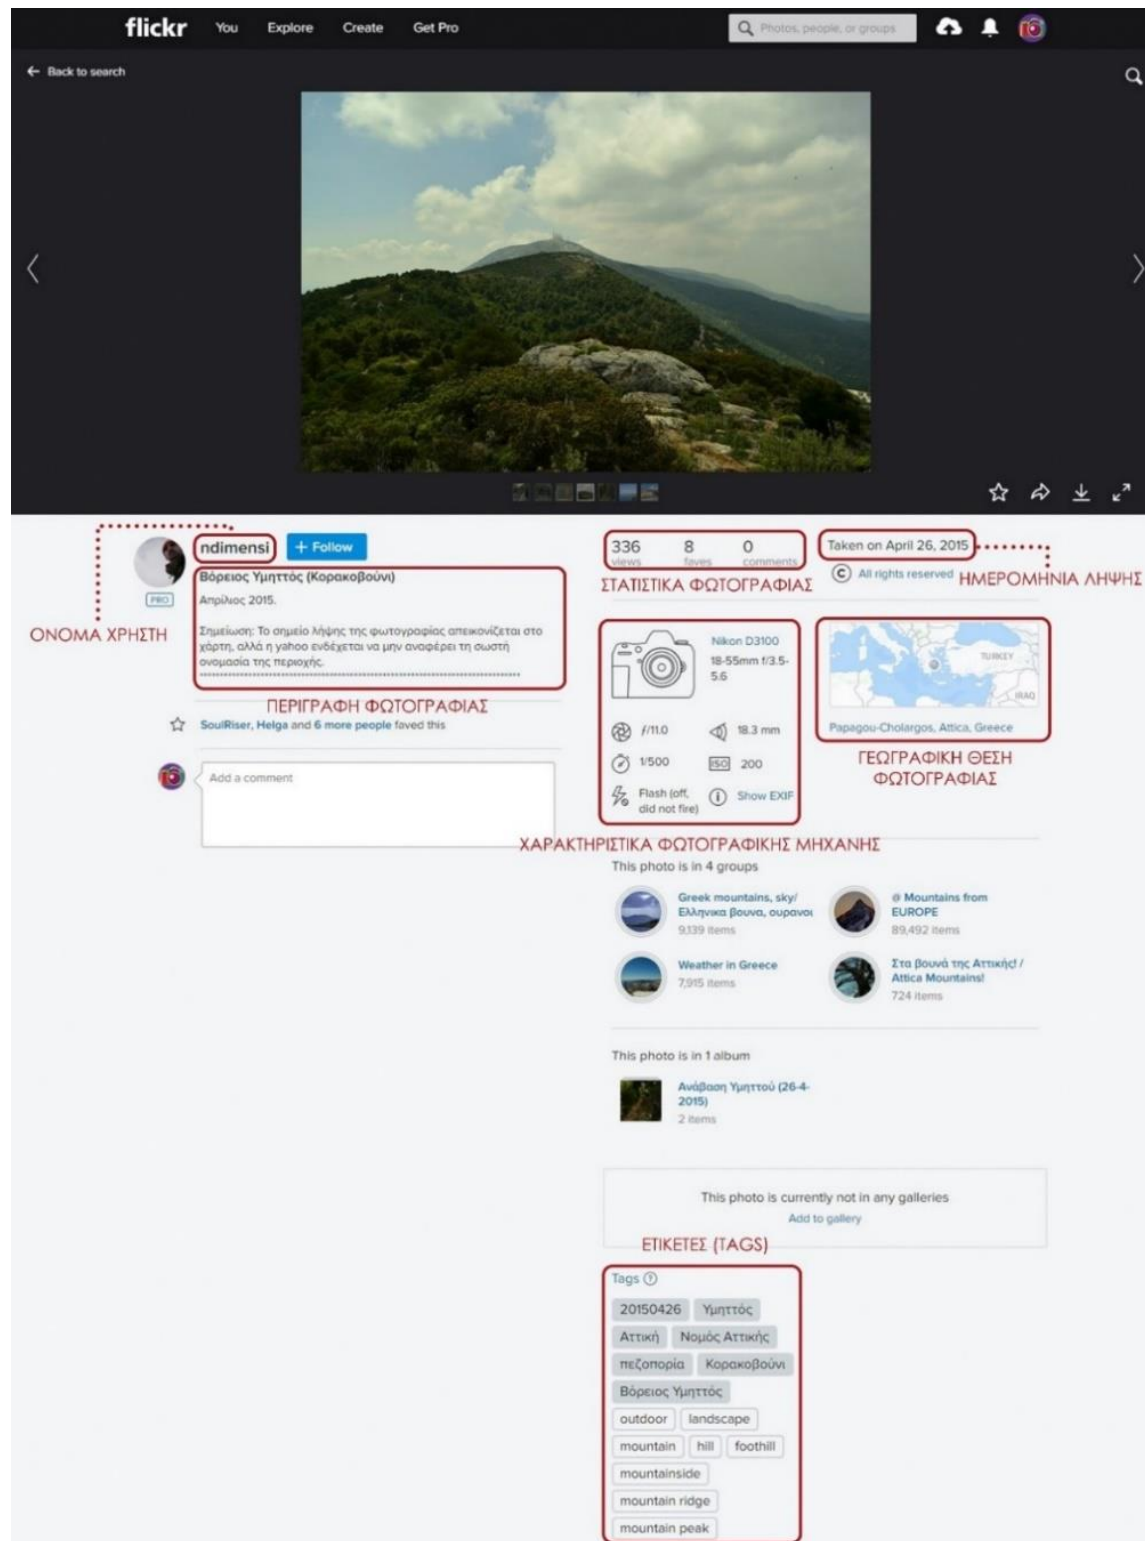 flickr You Explore Create Get Pro Photos, people, or groups
Back to search
ndimensi + Follow
PRO
ΟΝΟΜΑ ΧΡΗΣΤΗ
Βόρειος Υμηττός (Κορακοβούνι)
Απρίλιος 2015.
Σημείωση: Το σημείο λήψης της φωτογραφίας απεικονίζεται στο
χάρτη, αλλά η yahoo ενδέχεται να μην αναφέρει τη σωστή
ονομασία της περιοχής.
ΠΕΡΙΓΡΑΦΗ ΦΩΤΟΓΡΑΦΙΑΣ
SoulRiser, Helga and 6 more people faved this
Add a comment
336 8 0
views faves comments
ΣΤΑΤΙΣΤΙΚΑ ΦΩΤΟΓΡΑΦΙΑΣ
Taken on April 26, 2015
C All rights reserved
ΗΜΕΡΟΜΗΝΙΑ ΛΗΨΗΣ
Nikon D3100
18-55mm f/3.5-
5.6
ƒ/11.0 18.3 mm
1/500 ISO 200
Flash (off, Show EXIF
did not fire)
ΧΑΡΑΚΤΗΡΙΣΤΙΚΑ ΦΩΤΟΓΡΑΦΙΚΗΣ ΜΗΧΑΝΗΣ
TURKEY
IRAQ
Papagou-Cholargos, Attica, Greece
ΓΕΩΓΡΑΦΙΚΗ ΘΕΣΗ
ΦΩΤΟΓΡΑΦΙΑΣ
This photo is in 4 groups
Greek mountains, sky/
Ελληνικα βουνα, ουρανοι
9,139 items
@ Mountains from
EUROPE
89,492 items
Weather in Greece
7,915 items
Στα βουνά της Αττικής! /
Attica Mountains!
724 items
This photo is in 1 album
Ανάβαση Υμηττού (26-4-
2015)
2 items
This photo is currently not in any galleries
Add to gallery
ΕΤΙΚΕΤΕΣ (TAGS)
Tags ?
20150426 Υμηττός
Αττική Νομός Αττικής
πεζοπορία Κορακοβούνι
Βόρειος Υμηττός
outdoor landscape
mountain hill foothill
mountainside
mountain ridge
mountain peak